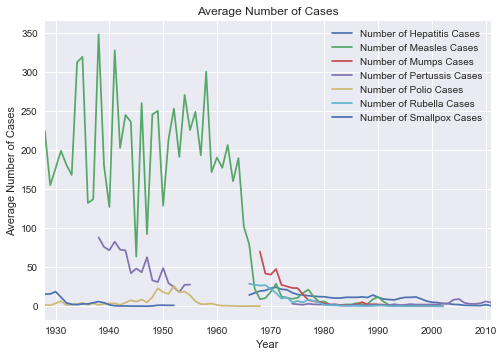 Average Number of Cases
Number of Hepatitis Cases
Number of Measles Cases
Number of Mumps Cases
Number of Pertussis Cases
Number of Polio Cases
Number of Rubella Cases
Number of Smallpox Cases
Average Number of Cases
350
300
250
200
150
100
50
0
1930 1940 1950 1960 1970 1980 1990 2000 2010
Year